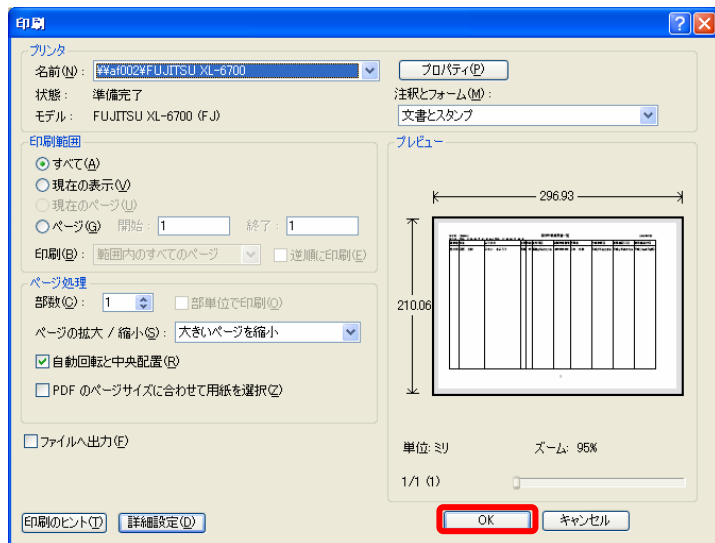 印刷
プリンタ
名前(N): ¥¥af002¥FUJITSU XL-6700
プロパティ(P)
状態: 準備完了
注釈とフォーム(M):
モデル: FUJITSU XL-6700 (FJ)
文書とスタンプ
印刷範囲
すべて(A)
現在の表示(V)
現在のページ(U)
ページ(G) 開始: 1 終了: 1
印刷(B): 範囲内のすべてのページ 逆順に印刷(E)
ページ処理
部数(C): 1 部単位で印刷(O)
ページの拡大 / 縮小(S): 大きいページを縮小
自動回転と中央配置(R)
PDF のページサイズに合わせて用紙を選択(Z)
ファイルへ出力(F)
プレビュー
296.93
210.06
単位: ミリ ズーム: 95%
1/1 (1)
印刷のヒント(T) 詳細設定(D) OK キャンセル